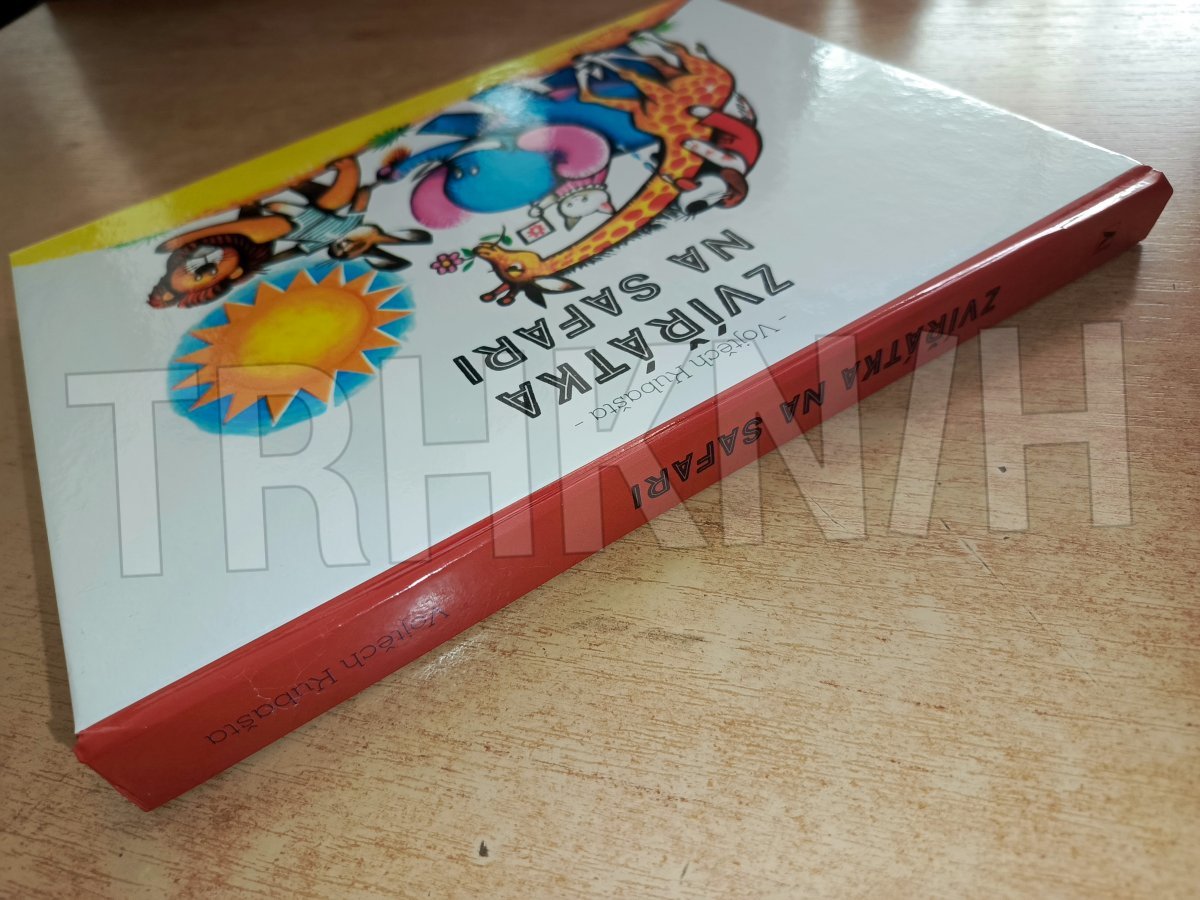 - Vojtěch Kubašta -
ZVÍŘÁTKA
NA SAFARI
Vojtěch Kubašta
ZVÍŘÁTKA NA SAFARI
TRHKNIH